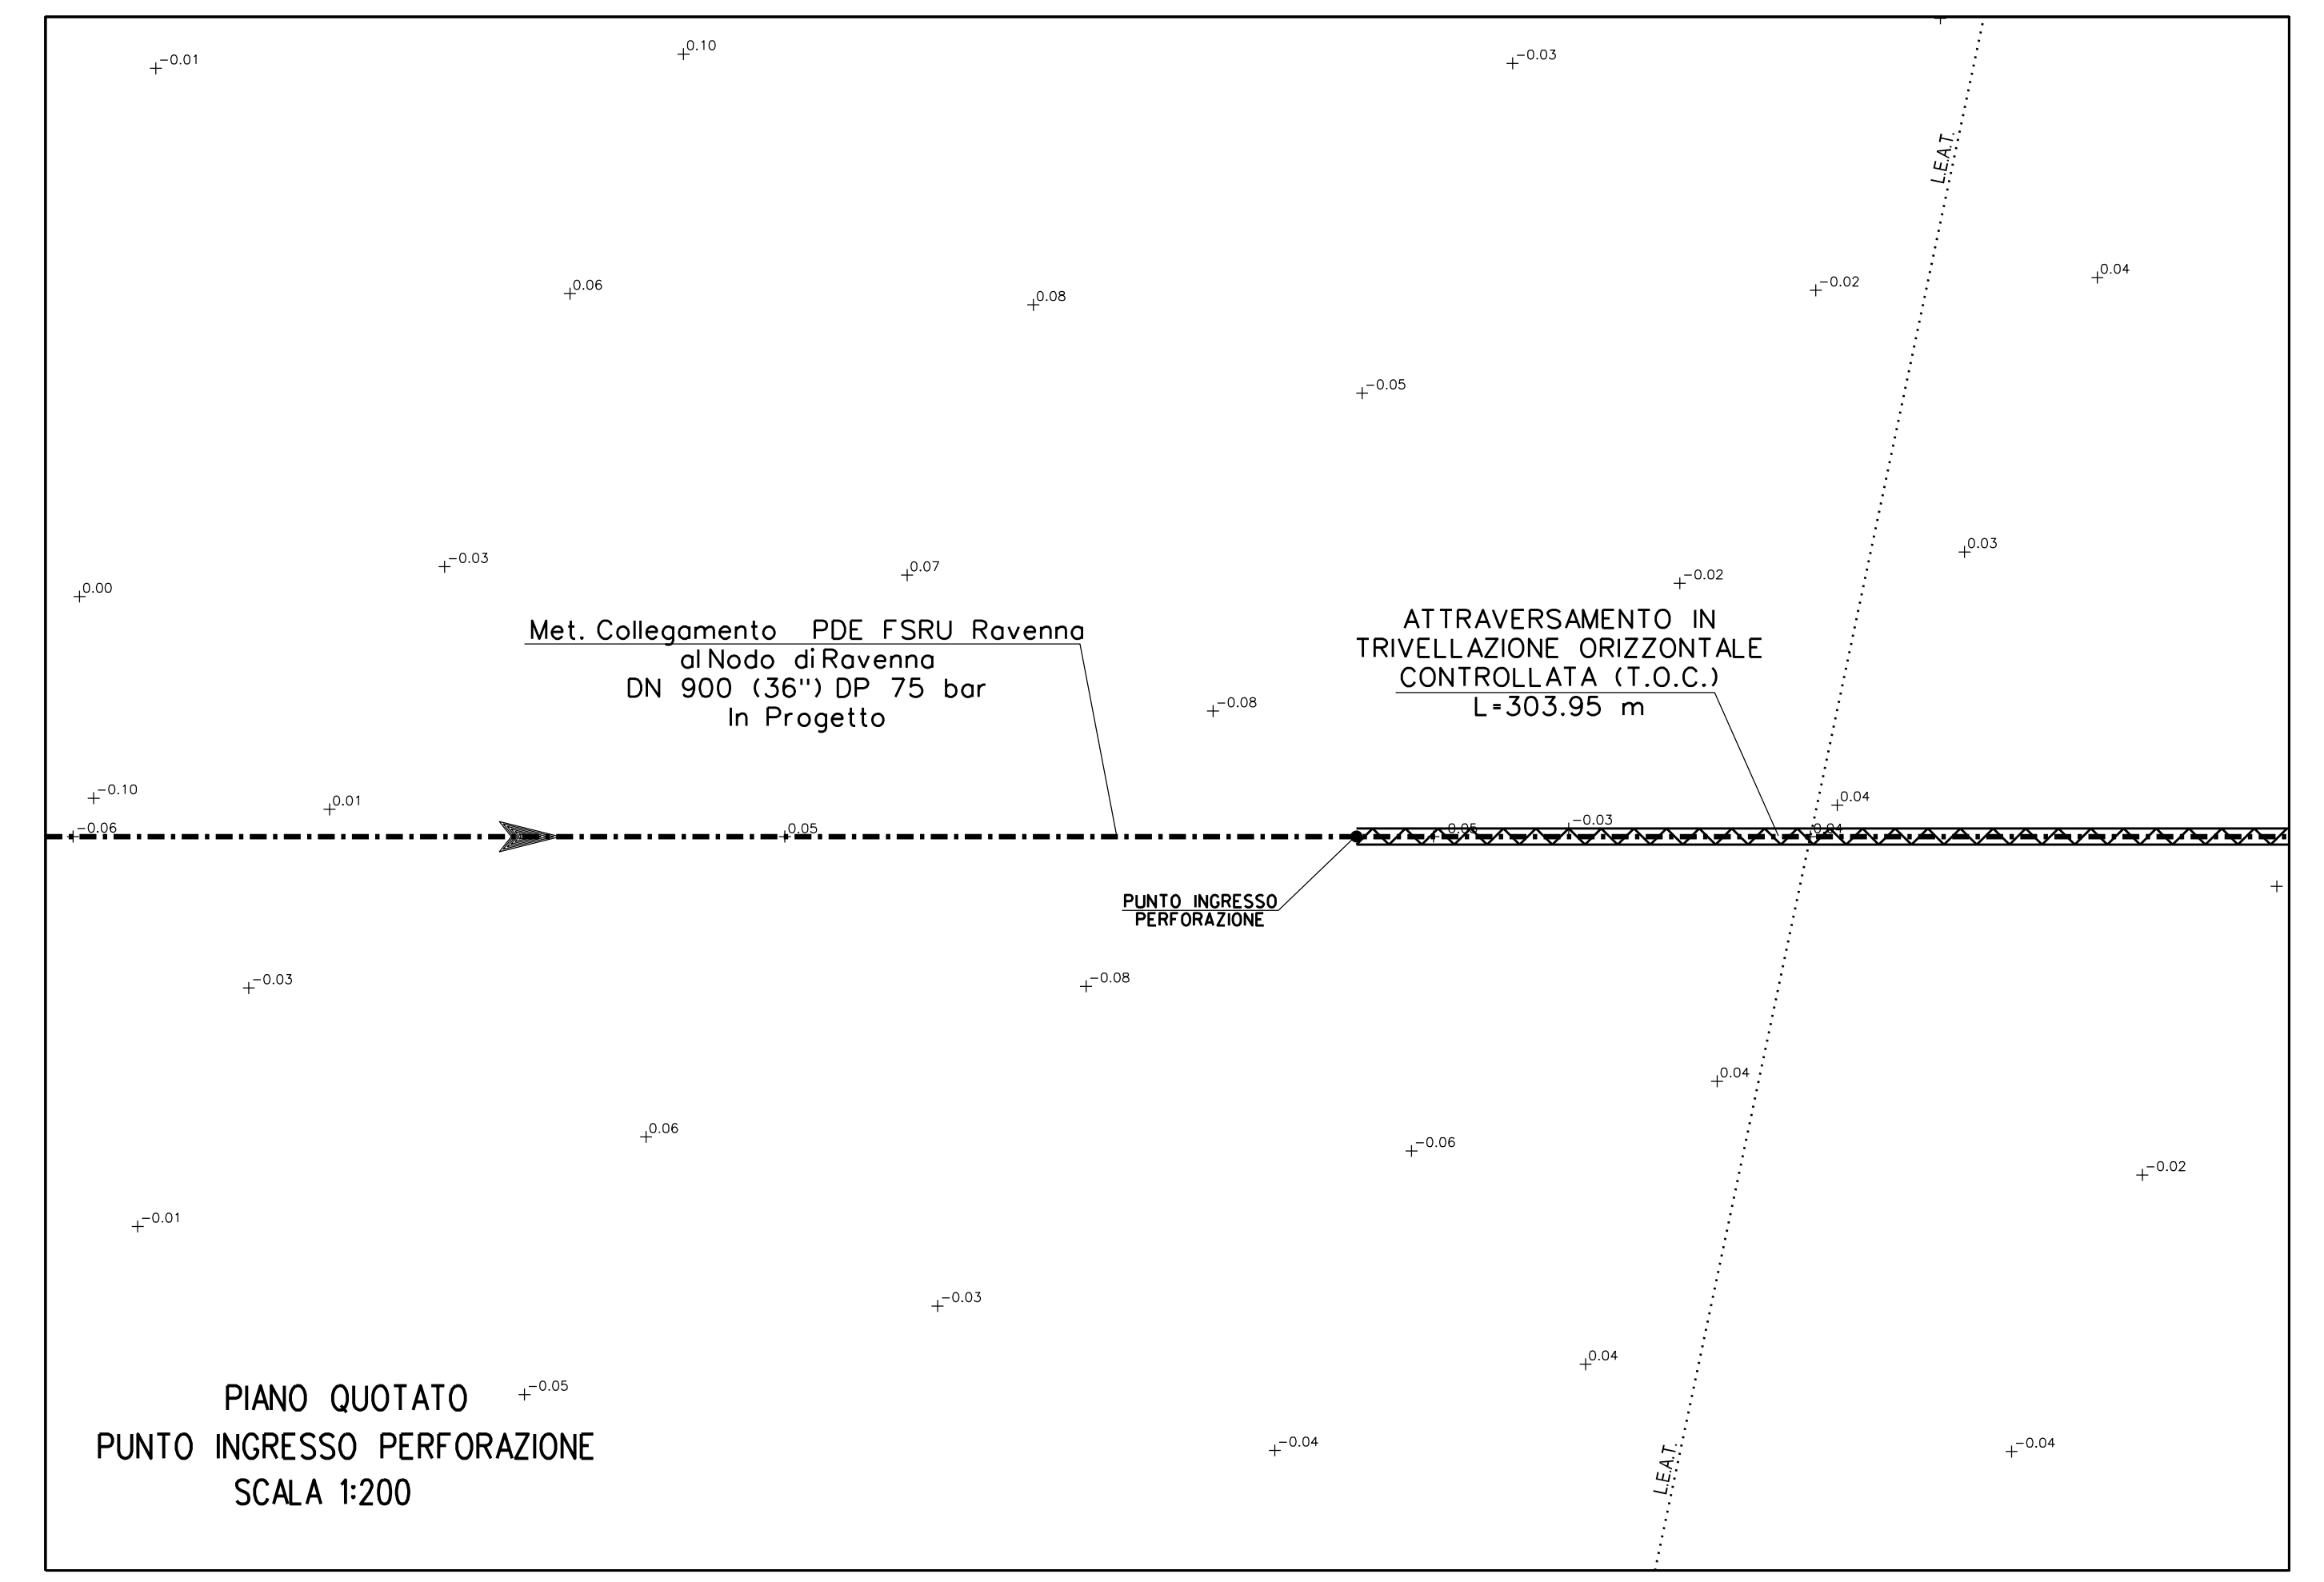 -0.01
0.10
-0.03
L.E.A.T.
0.06
0.08
-0.02
0.04
-0.05
-0.03
0.07
-0.02
0.03
0.00
Met. Collegamento PDE FSRU Ravenna
al Nodo di Ravenna
DN 900 (36") DP 75 bar
In Progetto
ATTRAVERSAMENTO IN
TRIVELLAZIONE ORIZZONTALE
CONTROLLATA (T.O.C.)
L=303.95 m
-0.08
-0.10
0.01
0.04
-0.06
0.05
-0.03
0.04
PUNTO INGRESSO
PERFORAZIONE
-0.03
-0.08
0.04
0.06
-0.06
-0.02
-0.01
-0.03
0.04
-0.05
-0.04
-0.04
L.E.A.T.
PIANO QUOTATO
PUNTO INGRESSO PERFORAZIONE
SCALA 1:200